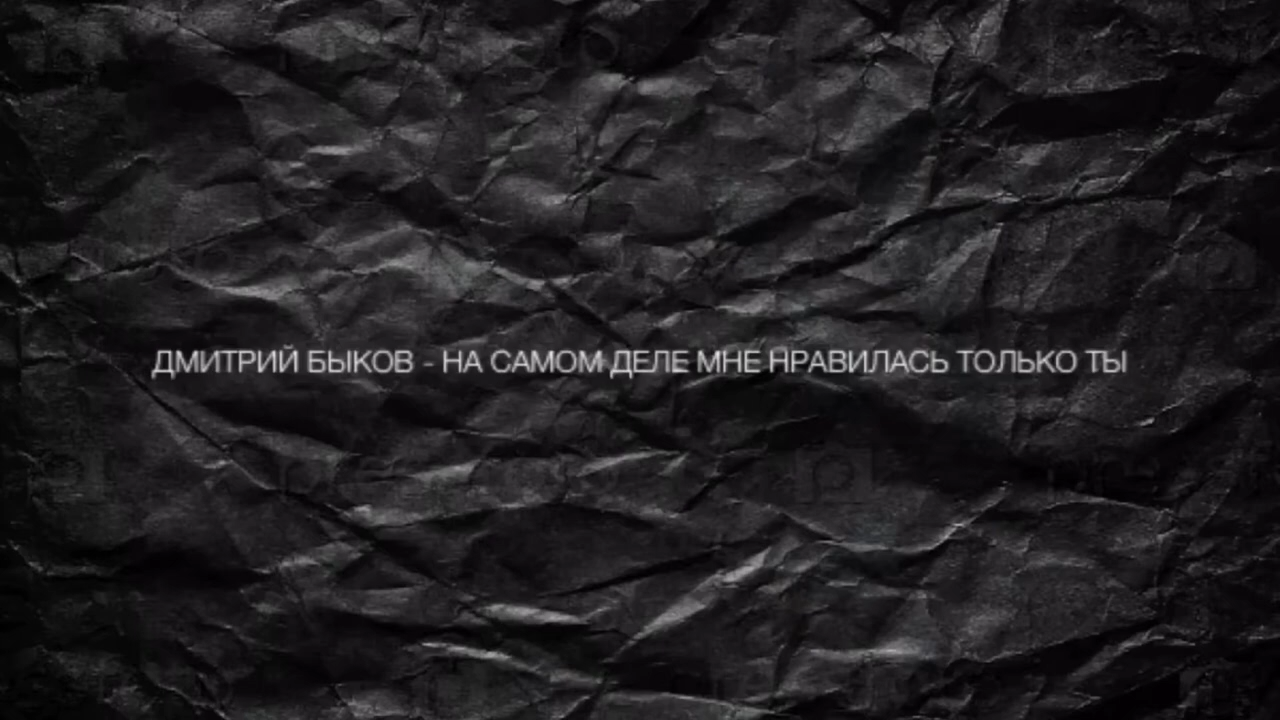 ДМИТРИЙ БЫКОВ - НА САМОМ ДЕЛЕ МНЕ НРАВИЛАСЬ ТОЛЬКО ТЫ